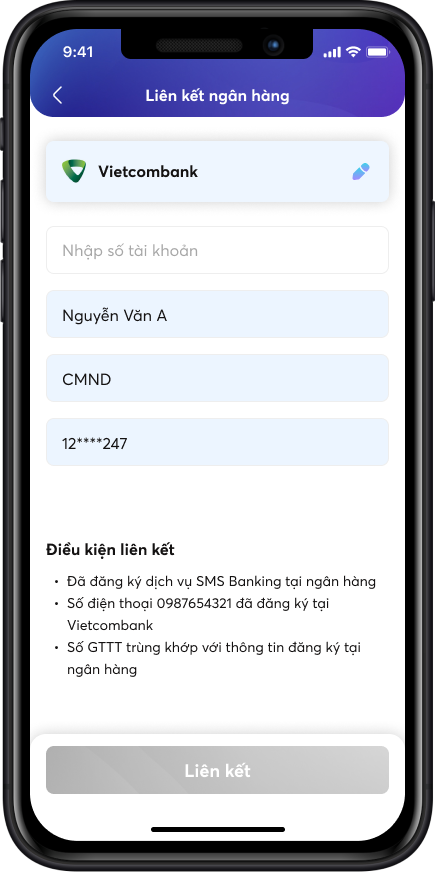 9:41
Liên kết ngân hàng
Vietcombank
Nhập số tài khoản
Nguyễn Văn A
CMND
12****247
Điều kiện liên kết
• Đã đăng ký dịch vụ SMS Banking tại ngân hàng
• Số điện thoại 0987654321 đã đăng ký tại
Vietcombank
• Số GTTT trùng khớp với thông tin đăng ký tại
ngân hàng
Liên kết